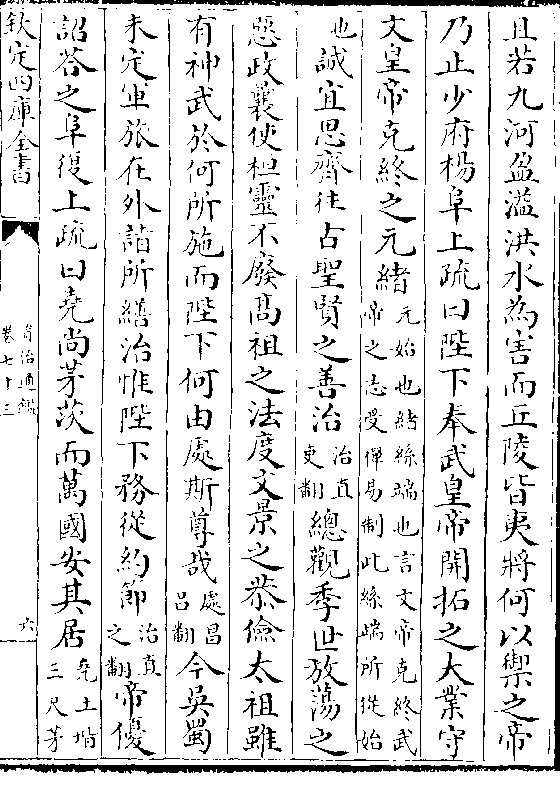 且若九河盈溢洪水為害而丘陵皆夷將何以禦之帝
乃止少府楊阜上疏曰陛下奉武皇帝開拓之大業守
文皇帝克終之元緒元始也緒絲端也言文帝克終武帝之志受禪易制此絲端所從始
也誠宜思齊往古聖賢之善治治直吏翻總觀季世放蕩之
惡政曩使桓靈不廢髙祖之法度文景之恭儉太祖雖
有神武於何所施而陛下何由處斯尊哉處昌吕翻今吳蜀
未定軍旅在外諸所繕治惟陛下務從約節治直之翻帝優
詔荅之阜復上疏曰堯尚茅茨而萬國安其居堯土堦三尺茅
欽定四庫全書
資治通鑑
卷七十三
六